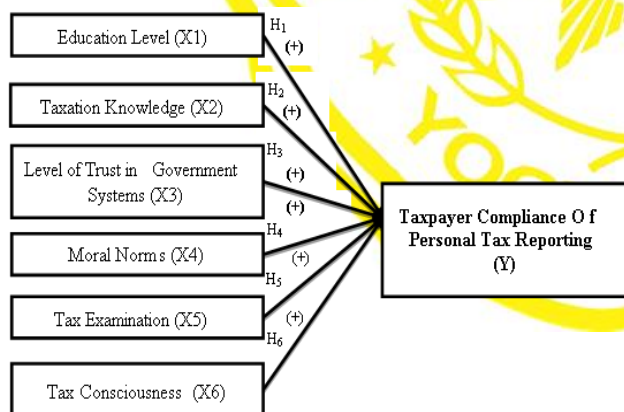 Education Level (X1)
H1
(+)
Taxation Knowledge (X2)
H2
(+)
Level of Trust in Government
Systems (X3)
H3
(+)
(+)
Moral Norms (X4)
H4
(+)
Tax Examination (X5)
H5
(+)
H6
Tax Consciousness (X6)
Taxpayer Compliance O f
Personal Tax Reporting
(Y)
YOG